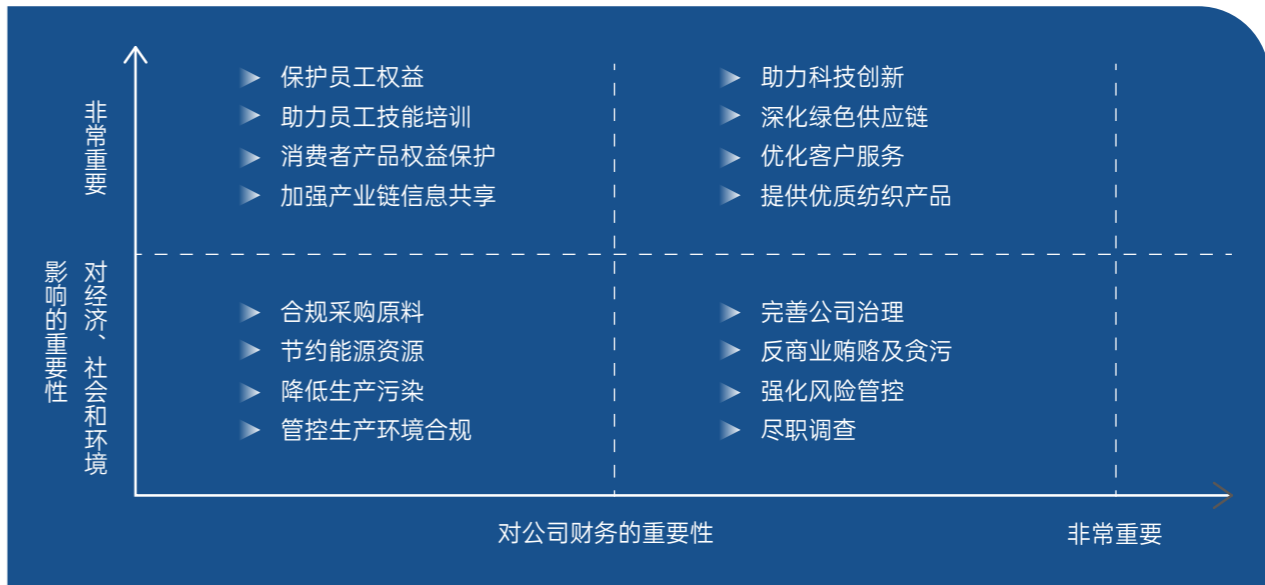 非常重要
对经济、社会和环境
影响的重要性
保护员工权益
助力员工技能培训
消费者产品权益保护
加强产业链信息共享
助力科技创新
深化绿色供应链
优化客户服务
提供优质纺织产品
合规采购原料
节约能源资源
降低生产污染
管控生产环境合规
完善公司治理
反商业贿赂及贪污
强化风险管控
尽职调查
对公司财务的重要性
非常重要